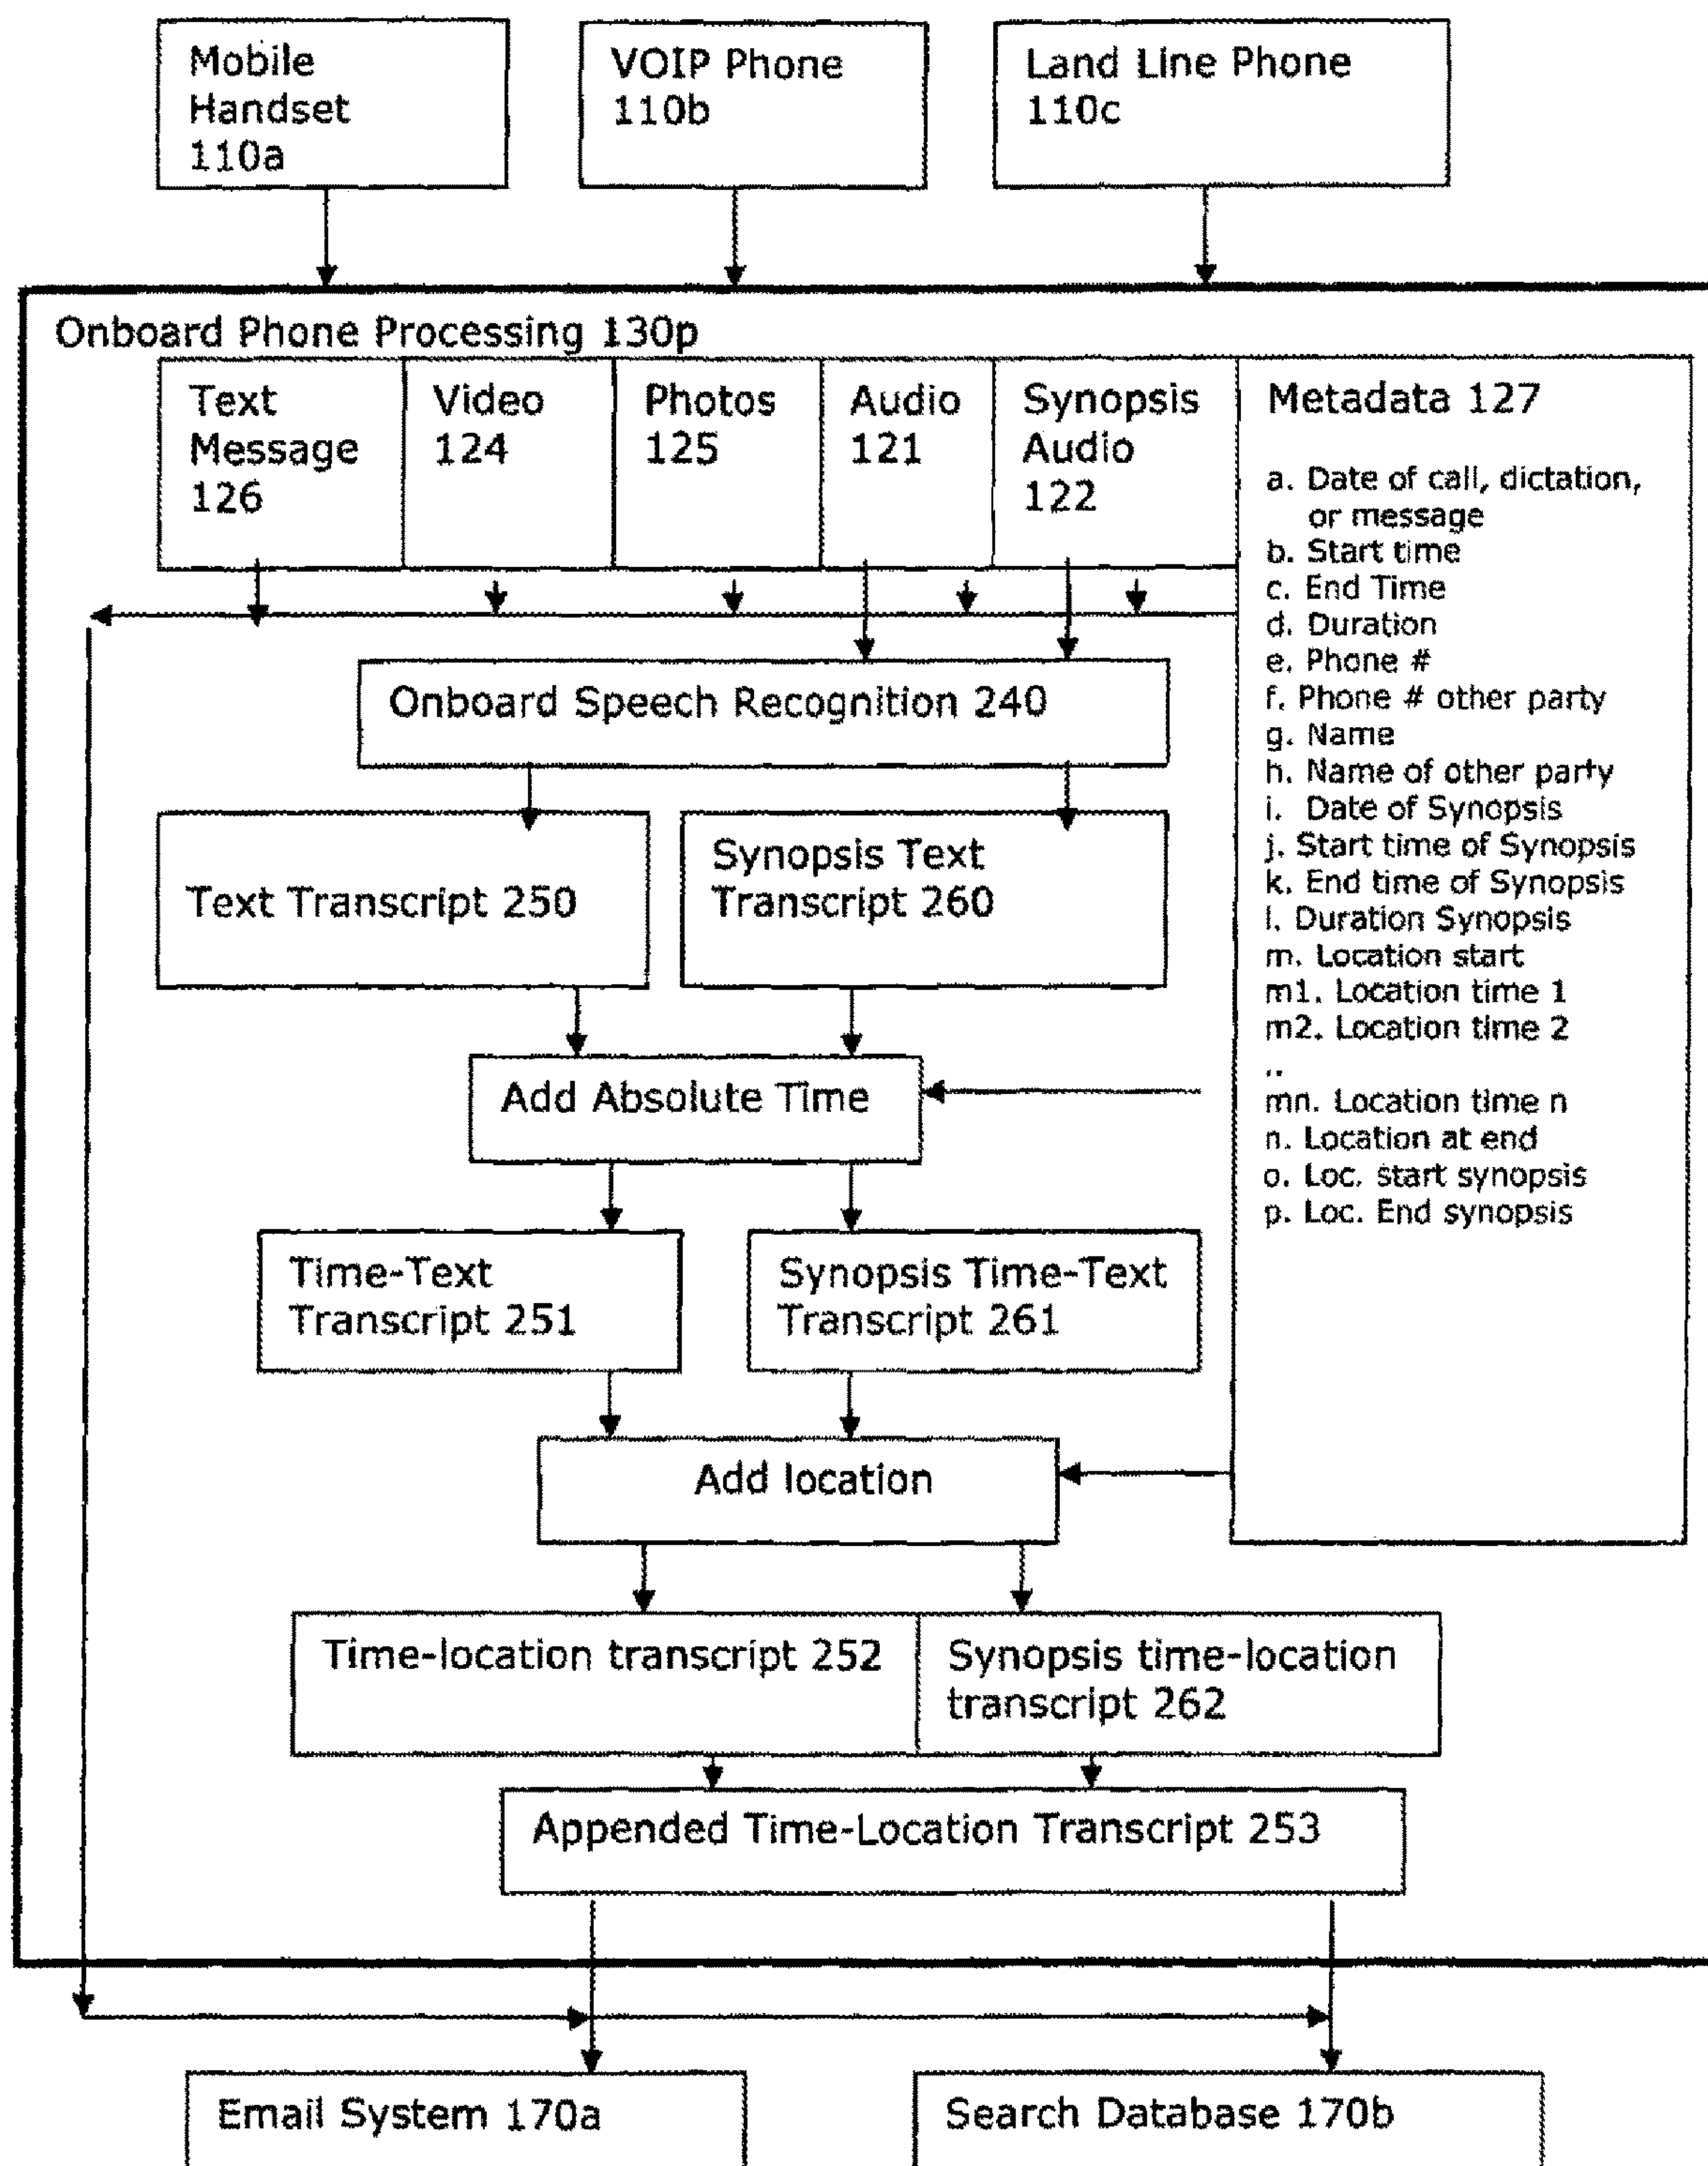 Mobile
Handset
110a
VOIP Phone
110b
Land Line Phone
110c
Onboard Phone Processing 130p
Text
Message
126
Video
124
Photos
125
Audio
121
Synopsis
Audio
122
Metadata 127
a. Date of call, dictation,
or message
b. Start time
c. End Time
d. Duration
e. Phone #
f. Phone # other party
g. Name
h. Name of other party
i. Date of Synopsis
j. Start time of Synopsis
k. End time of Synopsis
l. Duration Synopsis
m. Location start
m1. Location time 1
m2. Location time 2
..
mn. Location time n
n. Location at end
o. Loc. start synopsis
p. Loc. End synopsis
Onboard Speech Recognition 240
Text Transcript 250
Synopsis Text
Transcript 260
Add Absolute Time
Time-Text
Transcript 251
Synopsis Time-Text
Transcript 261
Add location
Time-location transcript 252
Synopsis time-location
transcript 262
Appended Time-Location Transcript 253
Email System 170a
Search Database 170b